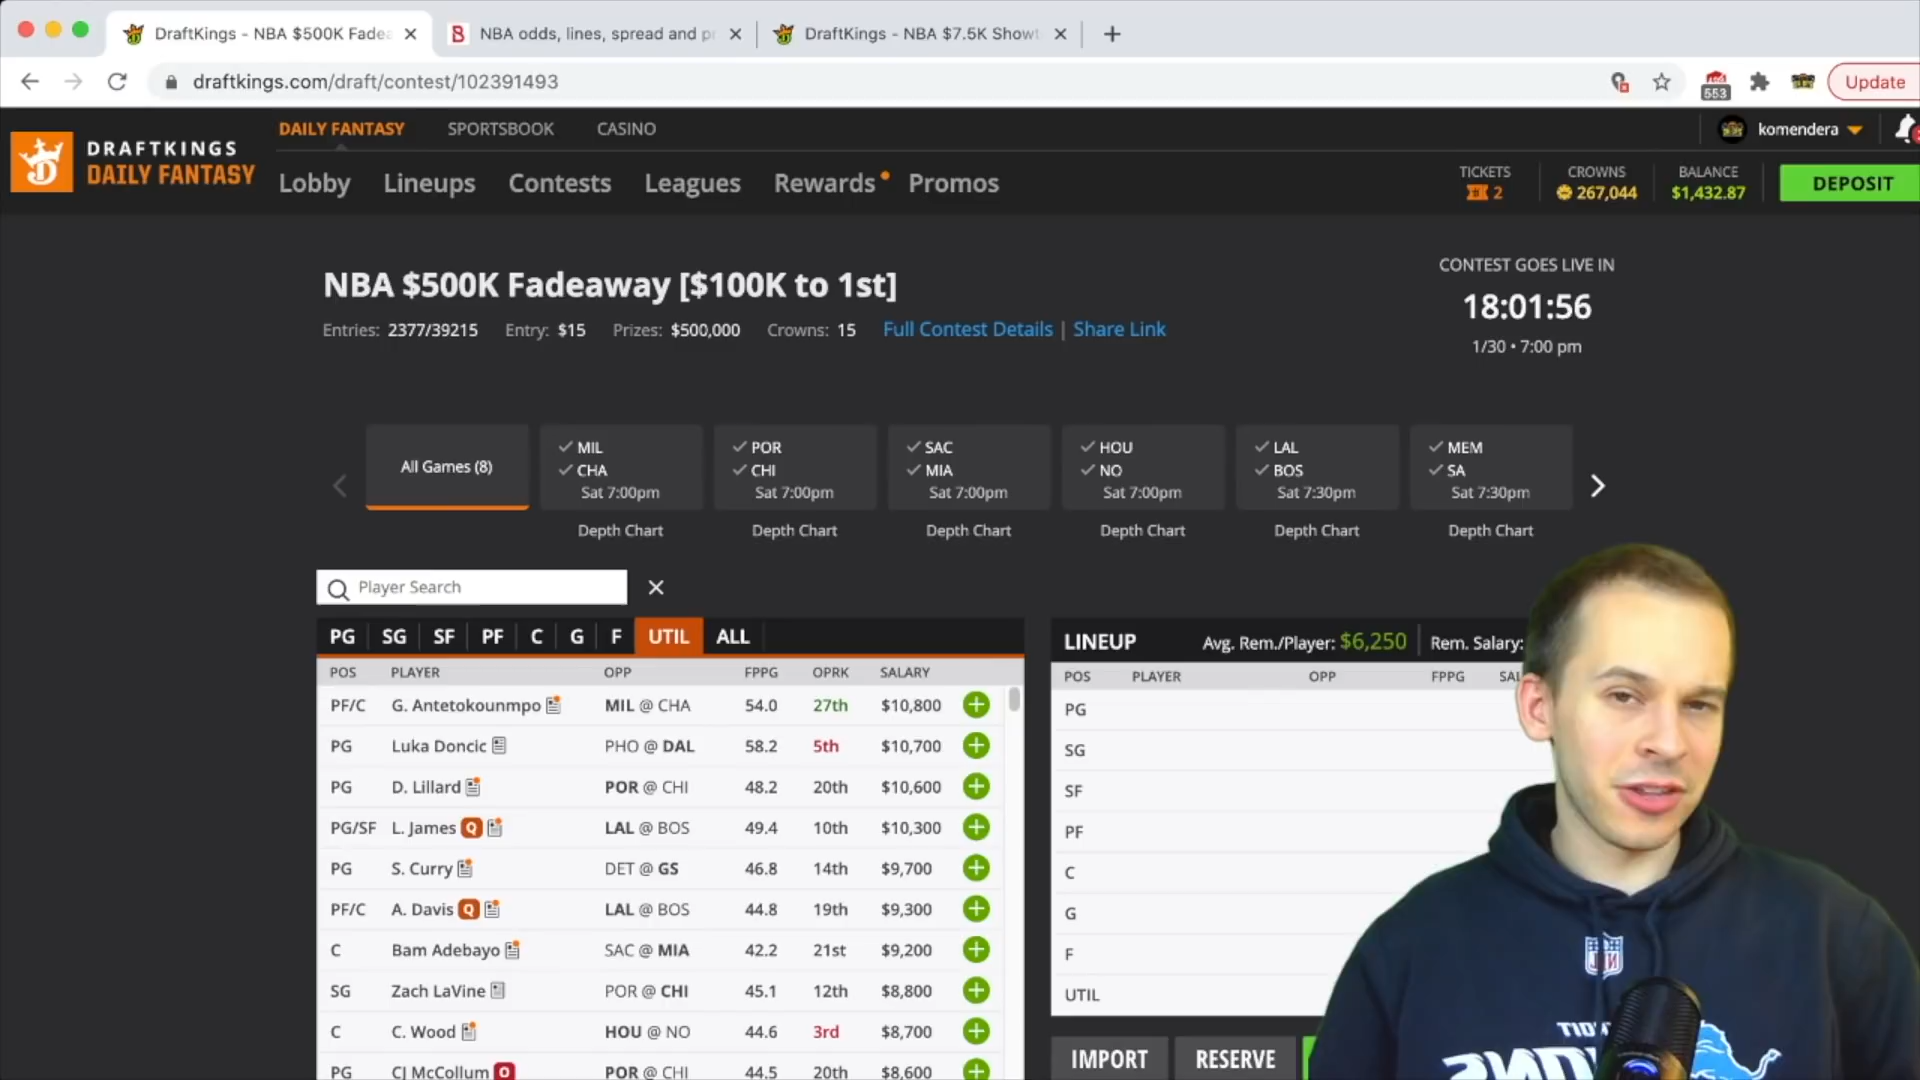 DraftKings - NBA $500K Fadea
NBA odds, lines, spread and p
DraftKings - NBA $7.5K Showt
draftkings.com/draft/contest/102391493
553
Update
DRAFTKINGS
DAILY FANTASY
DAILY FANTASY SPORTSBOOK CASINO
komendera
Lobby Lineups Contests Leagues Rewards Promos
TICKETS
2
CROWNS
267,044
BALANCE
$1,432.87
DEPOSIT
NBA $500K Fadeaway [$100K to 1st]
Entries: 2377/39215 Entry: $15 Prizes: $500,000 Crowns: 15 Full Contest Details | Share Link
CONTEST GOES LIVE IN
18:01:56
1/30 • 7:00 pm
All Games (8)
MIL
CHA
Sat 7:00pm
Depth Chart
POR
CHI
Sat 7:00pm
Depth Chart
SAC
MIA
Sat 7:00pm
Depth Chart
HOU
NO
Sat 7:00pm
Depth Chart
LAL
BOS
Sat 7:30pm
Depth Chart
MEM
SA
Sat 7:30pm
Depth Chart
Player Search
PG SG SF PF C G F UTIL ALL
POS PLAYER OPP FPPG OPRK SALARY
PF/C G. Antetokounmpo MIL @ CHA 54.0 27th $10,800
PG Luka Doncic PHO @ DAL 58.2 5th $10,700
PG D. Lillard POR @ CHI 48.2 20th $10,600
PG/SF L. James Q LAL @ BOS 49.4 10th $10,300
PG S. Curry DET @ GS 46.8 14th $9,700
PF/C A. Davis Q LAL @ BOS 44.8 19th $9,300
C Bam Adebayo SAC @ MIA 42.2 21st $9,200
SG Zach LaVine POR @ CHI 45.1 12th $8,800
C C. Wood HOU @ NO 44.6 3rd $8,700
PG CJ McCollum O POR @ CHI 44.5 20th $8,600
LINEUP Avg. Rem./Player: $6,250 Rem. Salary:
POS PLAYER OPP FPPG SAL
PG
SG
SF
PF
C
G
F
UTIL
IMPORT RESERVE
NFL